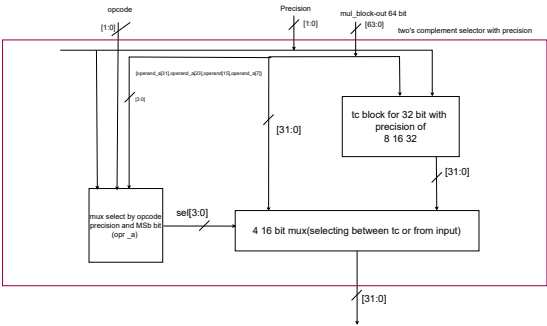 opcode
Precision
mul_block-out 64 bit
[1:0]
[1:0]
[63:0]
two's complement selector with precision
{operand_a[31],operand_a[23],operand[15],operand_a[7]}
[3:0]
[31:0]
tc block for 32 bit with
precision of
8 16 32
[31:0]
mux select by opcode
precision and MSb bit
(opr _a)
sel[3:0]
4 16 bit mux(selecting between tc or from input)
[31:0]